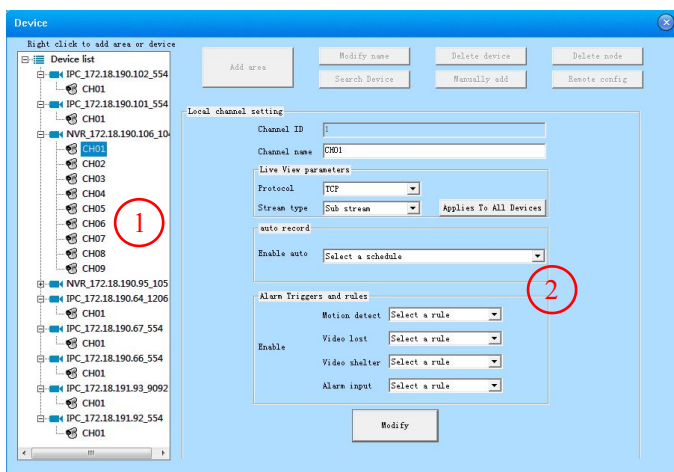 Device
Right click to add area or device
Device list
IPC_172.18.190.102_554
CH01
IPC_172.18.190.101_554
CH01
NVR_172.18.190.106_10
CH01
CH02
CH03
CH04
CH05
CH06
CH07
CH08
CH09
NVR_172.18.190.95_105
IPC_172.18.190.64_1206
CH01
IPC_172.18.190.67_554
CH01
IPC_172.18.190.66_554
CH01
IPC_172.18.191.93_9092
CH01
IPC_172.18.191.92_554
CH01
1
Add area
Modify name
Delete device
Delete node
Search Device
Manually add
Remote config
Local channel setting
Channel ID 1
Channel name CH01
Live View parameters
Protocol TCP
Stream type Sub stream Applies To All Devices
auto record
Enable auto Select a schedule
2
Alarm Triggers and rules
Enable
Motion detect Select a rule
Video lost Select a rule
Video shelter Select a rule
Alarm input Select a rule
Modify